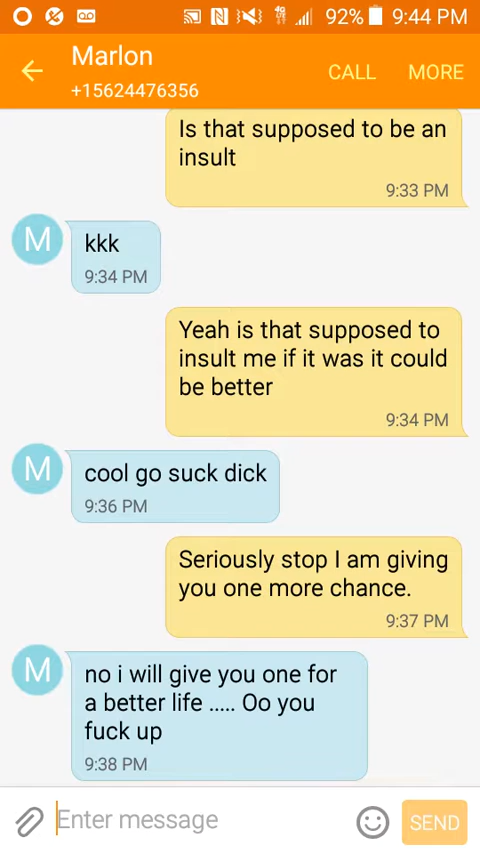 92% 9:44 PM
Marlon
+15624476356
CALL MORE
Is that supposed to be an
insult
9:33 PM
M
kkk
9:34 PM
Yeah is that supposed to
insult me if it was it could
be better
9:34 PM
M
cool go suck dick
9:36 PM
Seriously stop I am giving
you one more chance.
9:37 PM
M
no i will give you one for
a better life ..... Oo you
fuck up
9:38 PM
Enter message
SEND